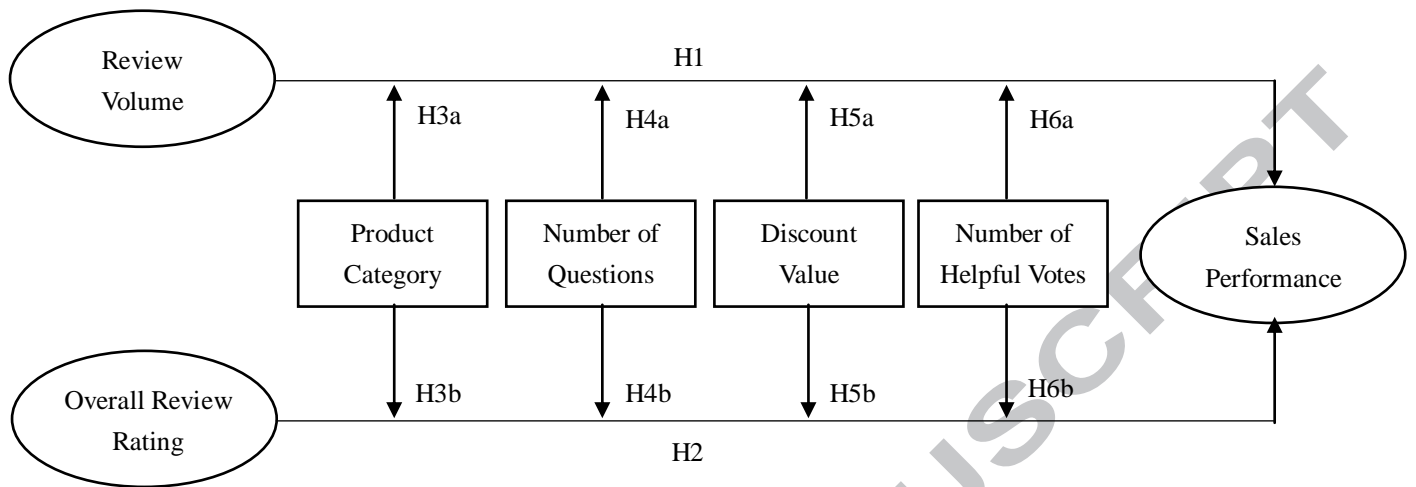 Review
Volume
H1
H3a
H4a
H5a
H6a
Product
Category
Number of
Questions
Discount
Value
Number of
Helpful Votes
Sales
Performance
Overall Review
Rating
H3b
H4b
H5b
H6b
H2
USCRIPT